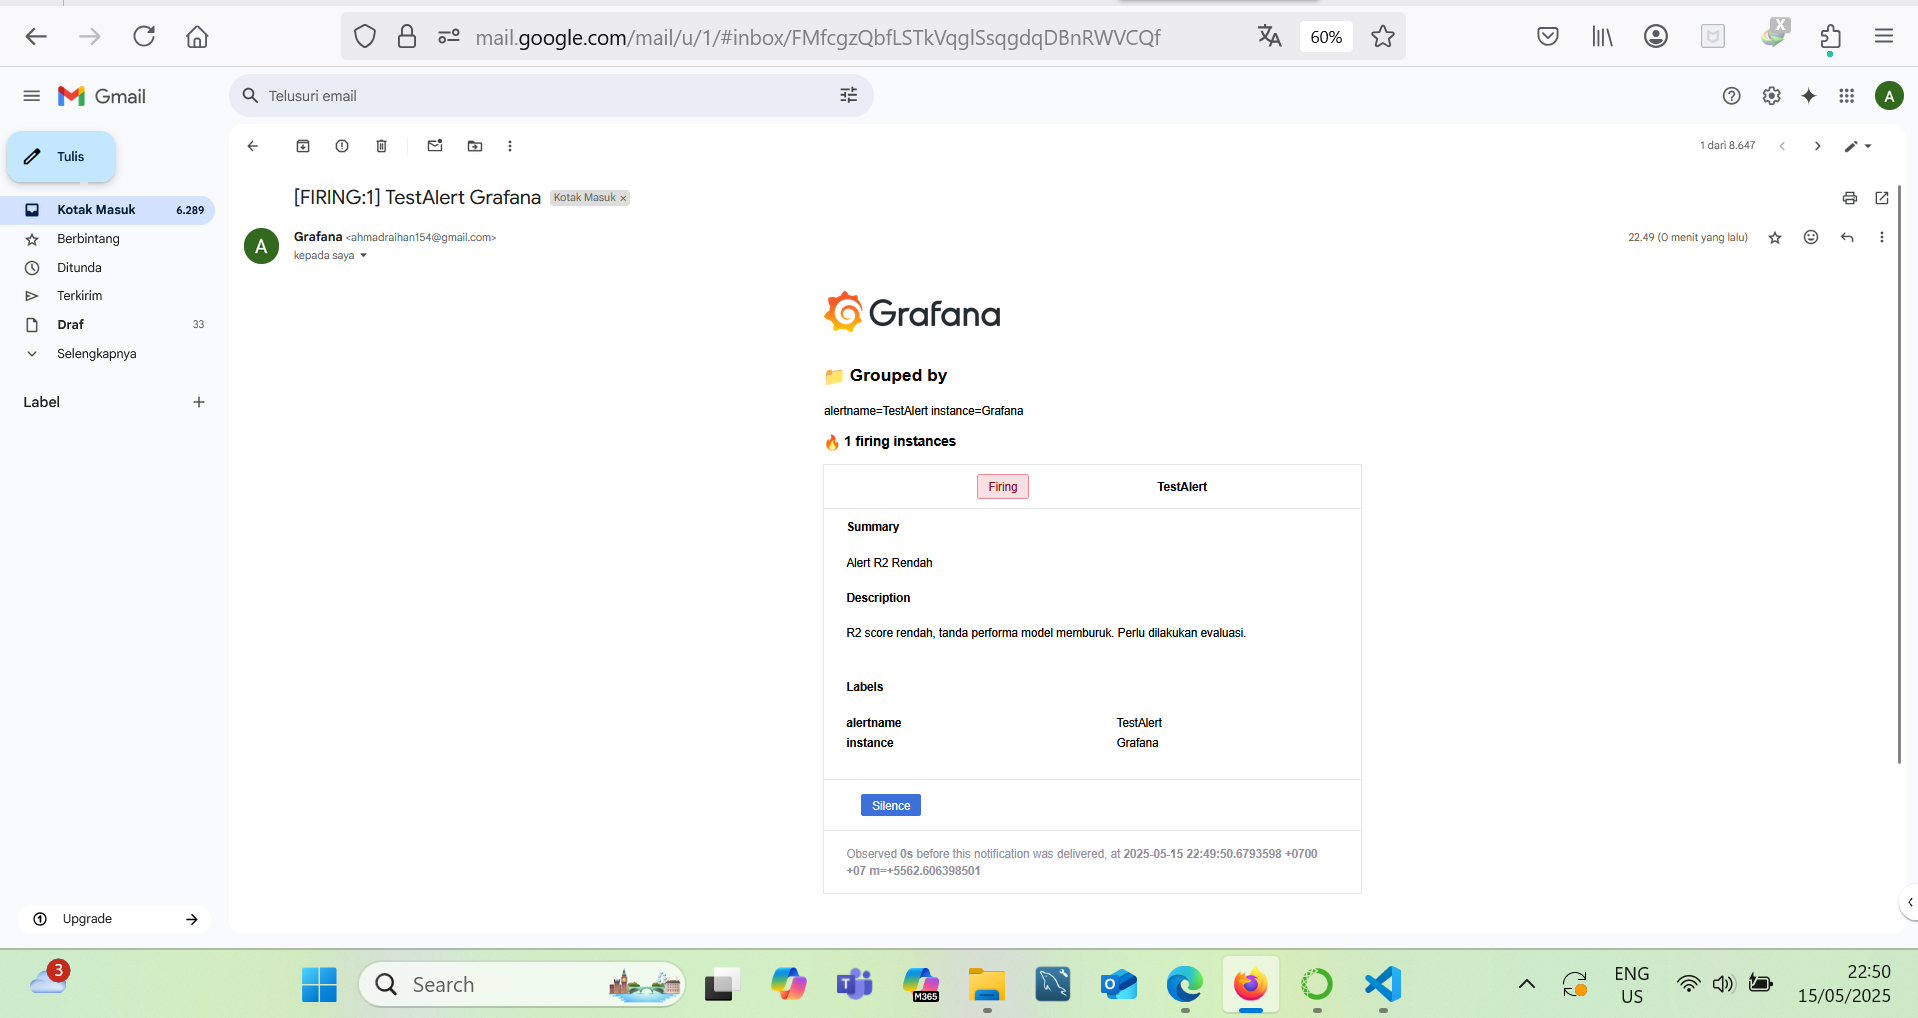 mail.google.com/mail/u/1/#inbox/FMfcgzQbfLSTkVqglSsqgdqDBnRWVCQf
60%
Gmail
Telusuri email
A
Tulis
1 dari 8.647
Kotak Masuk 6.289
Berbintang
Ditunda
Terkirim
Draf 33
Selengkapnya
Label
Upgrade
[FIRING:1] TestAlert Grafana
Kotak Masuk x
A
Grafana <ahmadraihan154@gmail.com>
kepada saya
22.49 (0 menit yang lalu)
Grafana
Grouped by
alertname=TestAlert instance=Grafana
1 firing instances
Firing TestAlert
Summary
Alert R2 Rendah
Description
R2 score rendah, tanda performa model memburuk. Perlu dilakukan evaluasi.
Labels
alertname TestAlert
instance Grafana
Silence
Observed 0s before this notification was delivered, at 2025-05-15 22:49:50.6793598 +0700
+07 m=+5562.606398501
3
Search
M365
ENG
US
22:50
15/05/2025